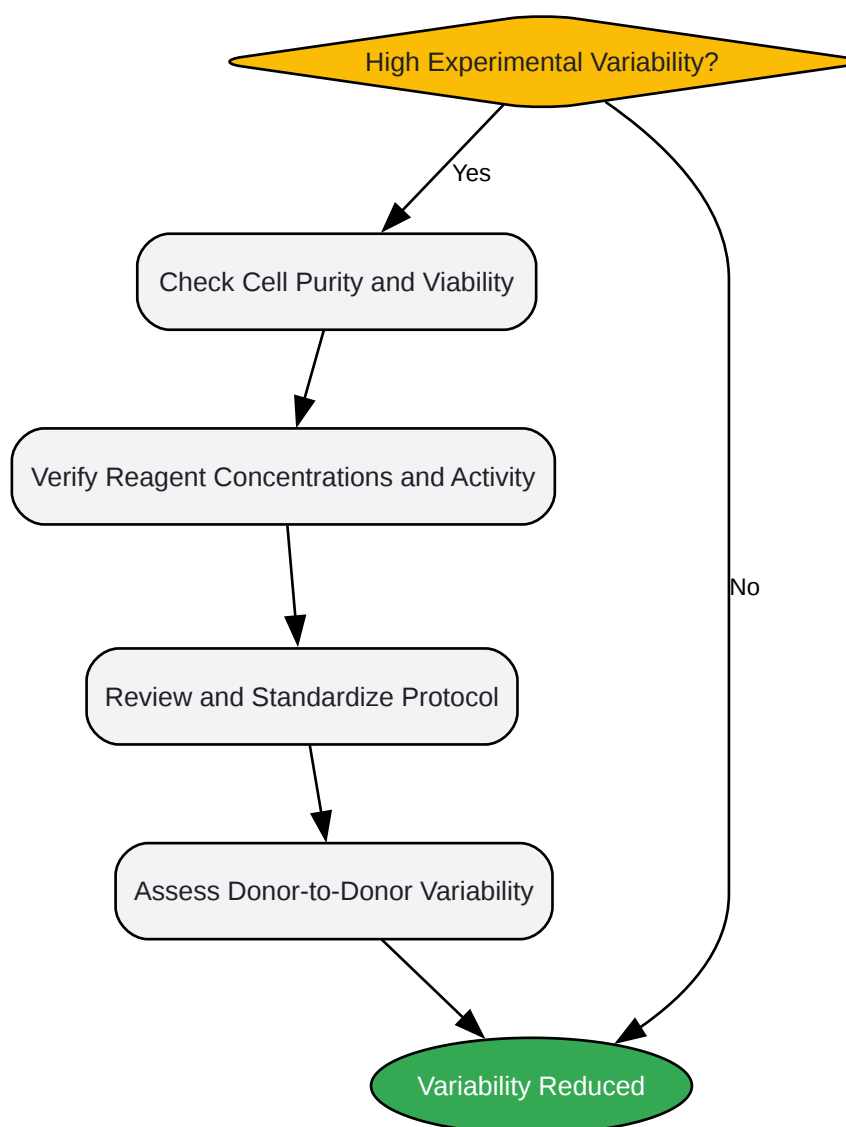 High Experimental Variability?
Yes
Check Cell Purity and Viability
Verify Reagent Concentrations and Activity
No
Review and Standardize Protocol
Assess Donor-to-Donor Variability
Variability Reduced